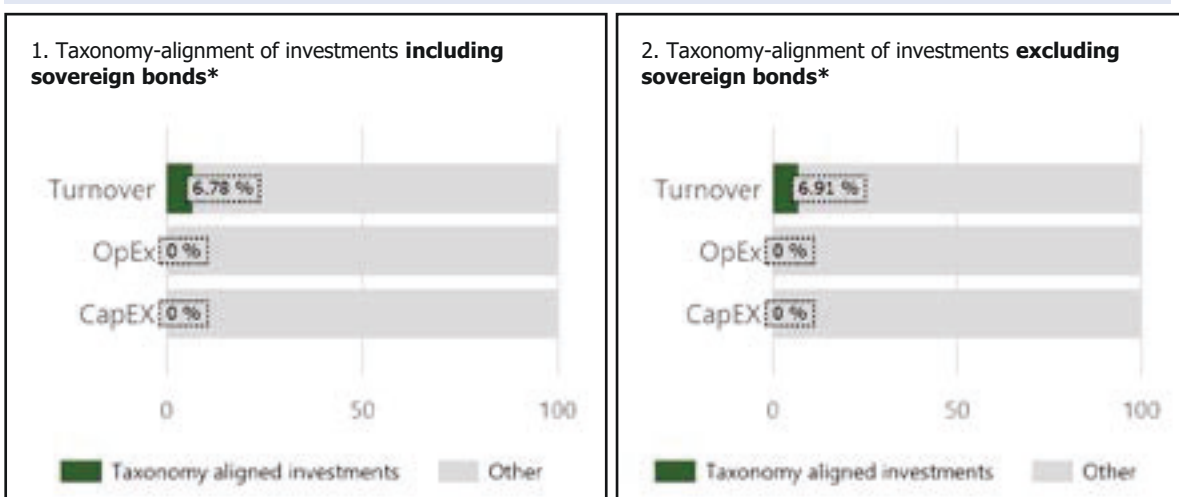 1. Taxonomy-alignment of investments including
sovereign bonds*
Turnover 6.78 %
OpEx 0 %
CapEX 0 %
0 50 100
Taxonomy aligned investments Other
2. Taxonomy-alignment of investments excluding
sovereign bonds*
Turnover 6.91 %
OpEx 0 %
CapEX 0 %
0 50 100
Taxonomy aligned investments Other